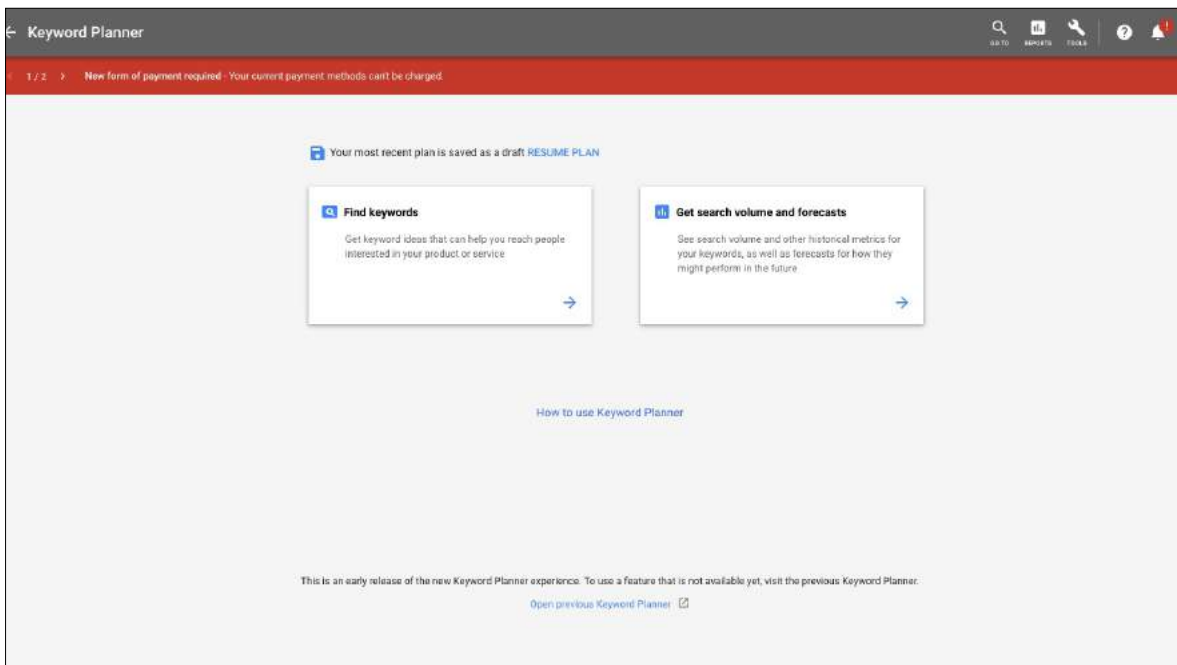 Keyword Planner
GO TO
REPORTS
TOOLS
1 / 2
New form of payment required - Your current payment methods can't be charged.
Your most recent plan is saved as a draft RESUME PLAN
Find keywords
Get keyword ideas that can help you reach people
interested in your product or service
Get search volume and forecasts
See search volume and other historical metrics for
your keywords, as well as forecasts for how they
might perform in the future
How to use Keyword Planner
This is an early release of the new Keyword Planner experience. To use a feature that is not available yet, visit the previous Keyword Planner.
Open previous Keyword Planner